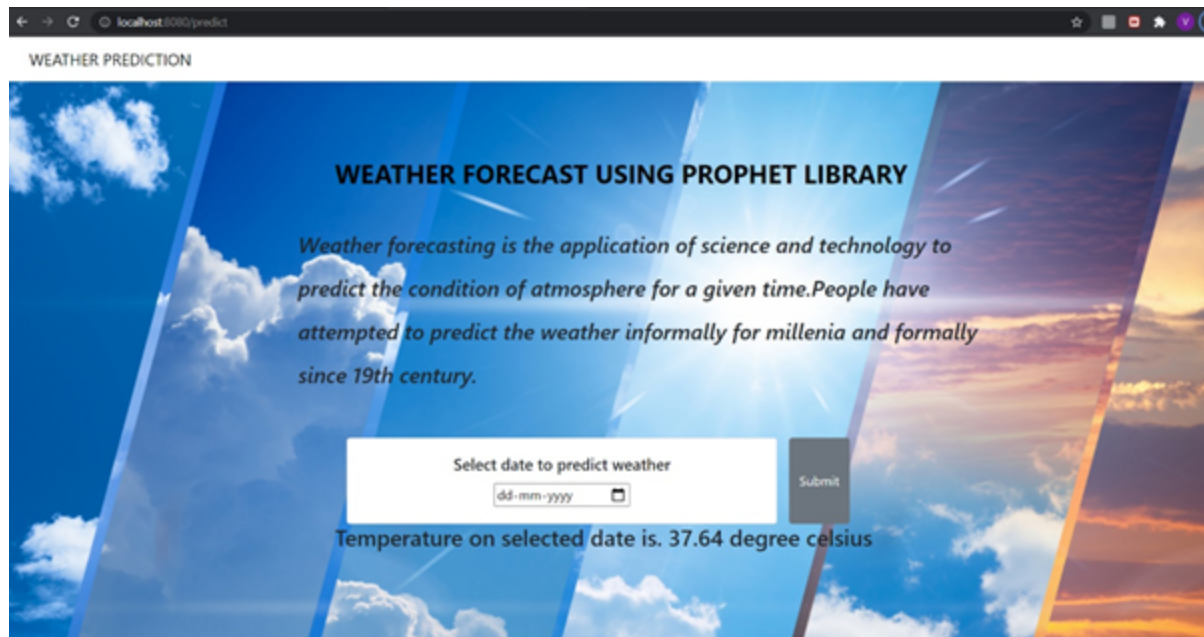 localhost:8080/predict
V
WEATHER PREDICTION
WEATHER FORECAST USING PROPHET LIBRARY
Weather forecasting is the application of science and technology to
predict the condition of atmosphere for a given time.People have
attempted to predict the weather informally for millenia and formally
since 19th century.
Select date to predict weather
dd-mm-yyyy
Submit
Temperature on selected date is. 37.64 degree celsius